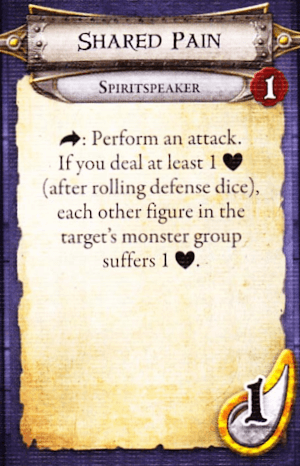 SHARED PAIN
SPIRITSPEAKER
1
: Perform an attack.
If you deal at least 1
(after rolling defense dice),
each other figure in the
target's monster group
suffers 1 .
1